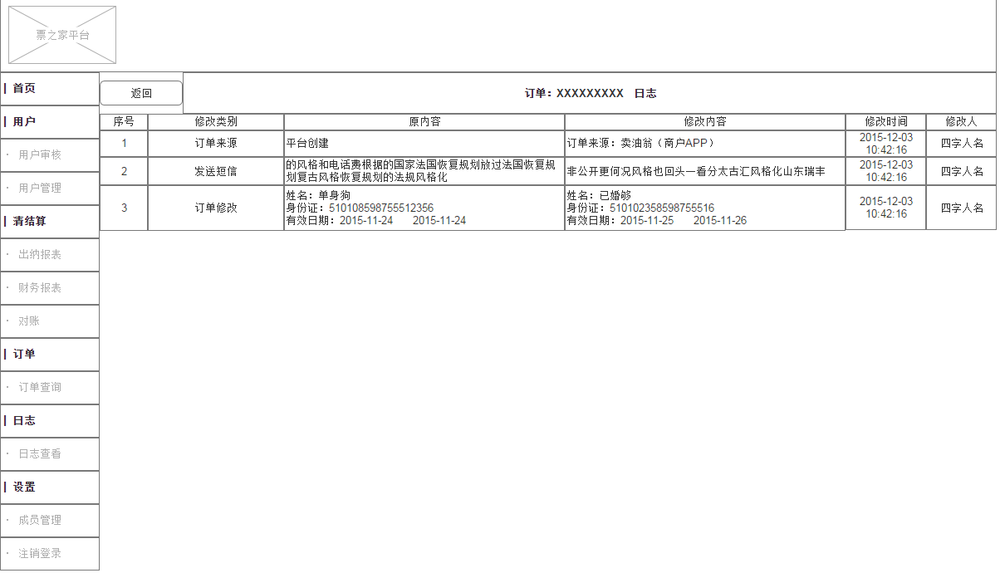 票之家平台
首页
用户
· 用户审核
· 用户管理
清结算
· 出纳报表
· 财务报表
· 对账
订单
· 订单查询
日志
· 日志查看
设置
· 成员管理
· 注销登录
返回
订单：XXXXXXXXX 日志
序号 修改类别 原内容 修改内容 修改时间 修改人
1 订单来源 平台创建 订单来源：卖油翁（商户APP） 2015-12-03 四字人名
10:42:16
2 发送短信 的风格和电话费根据的国家法国恢复规划放过法国恢复规 非公开更何况风格也回头一看分太古汇风格化山东瑞丰 2015-12-03 四字人名
划复古风格恢复规划的法规风格化 10:42:16
3 订单修改 姓名：单身狗 姓名：已婚够 2015-12-03 四字人名
身份证：510108598755512356 身份证：510102358598755516 10:42:16
有效日期：2015-11-24 2015-11-24 有效日期：2015-11-25 2015-11-26